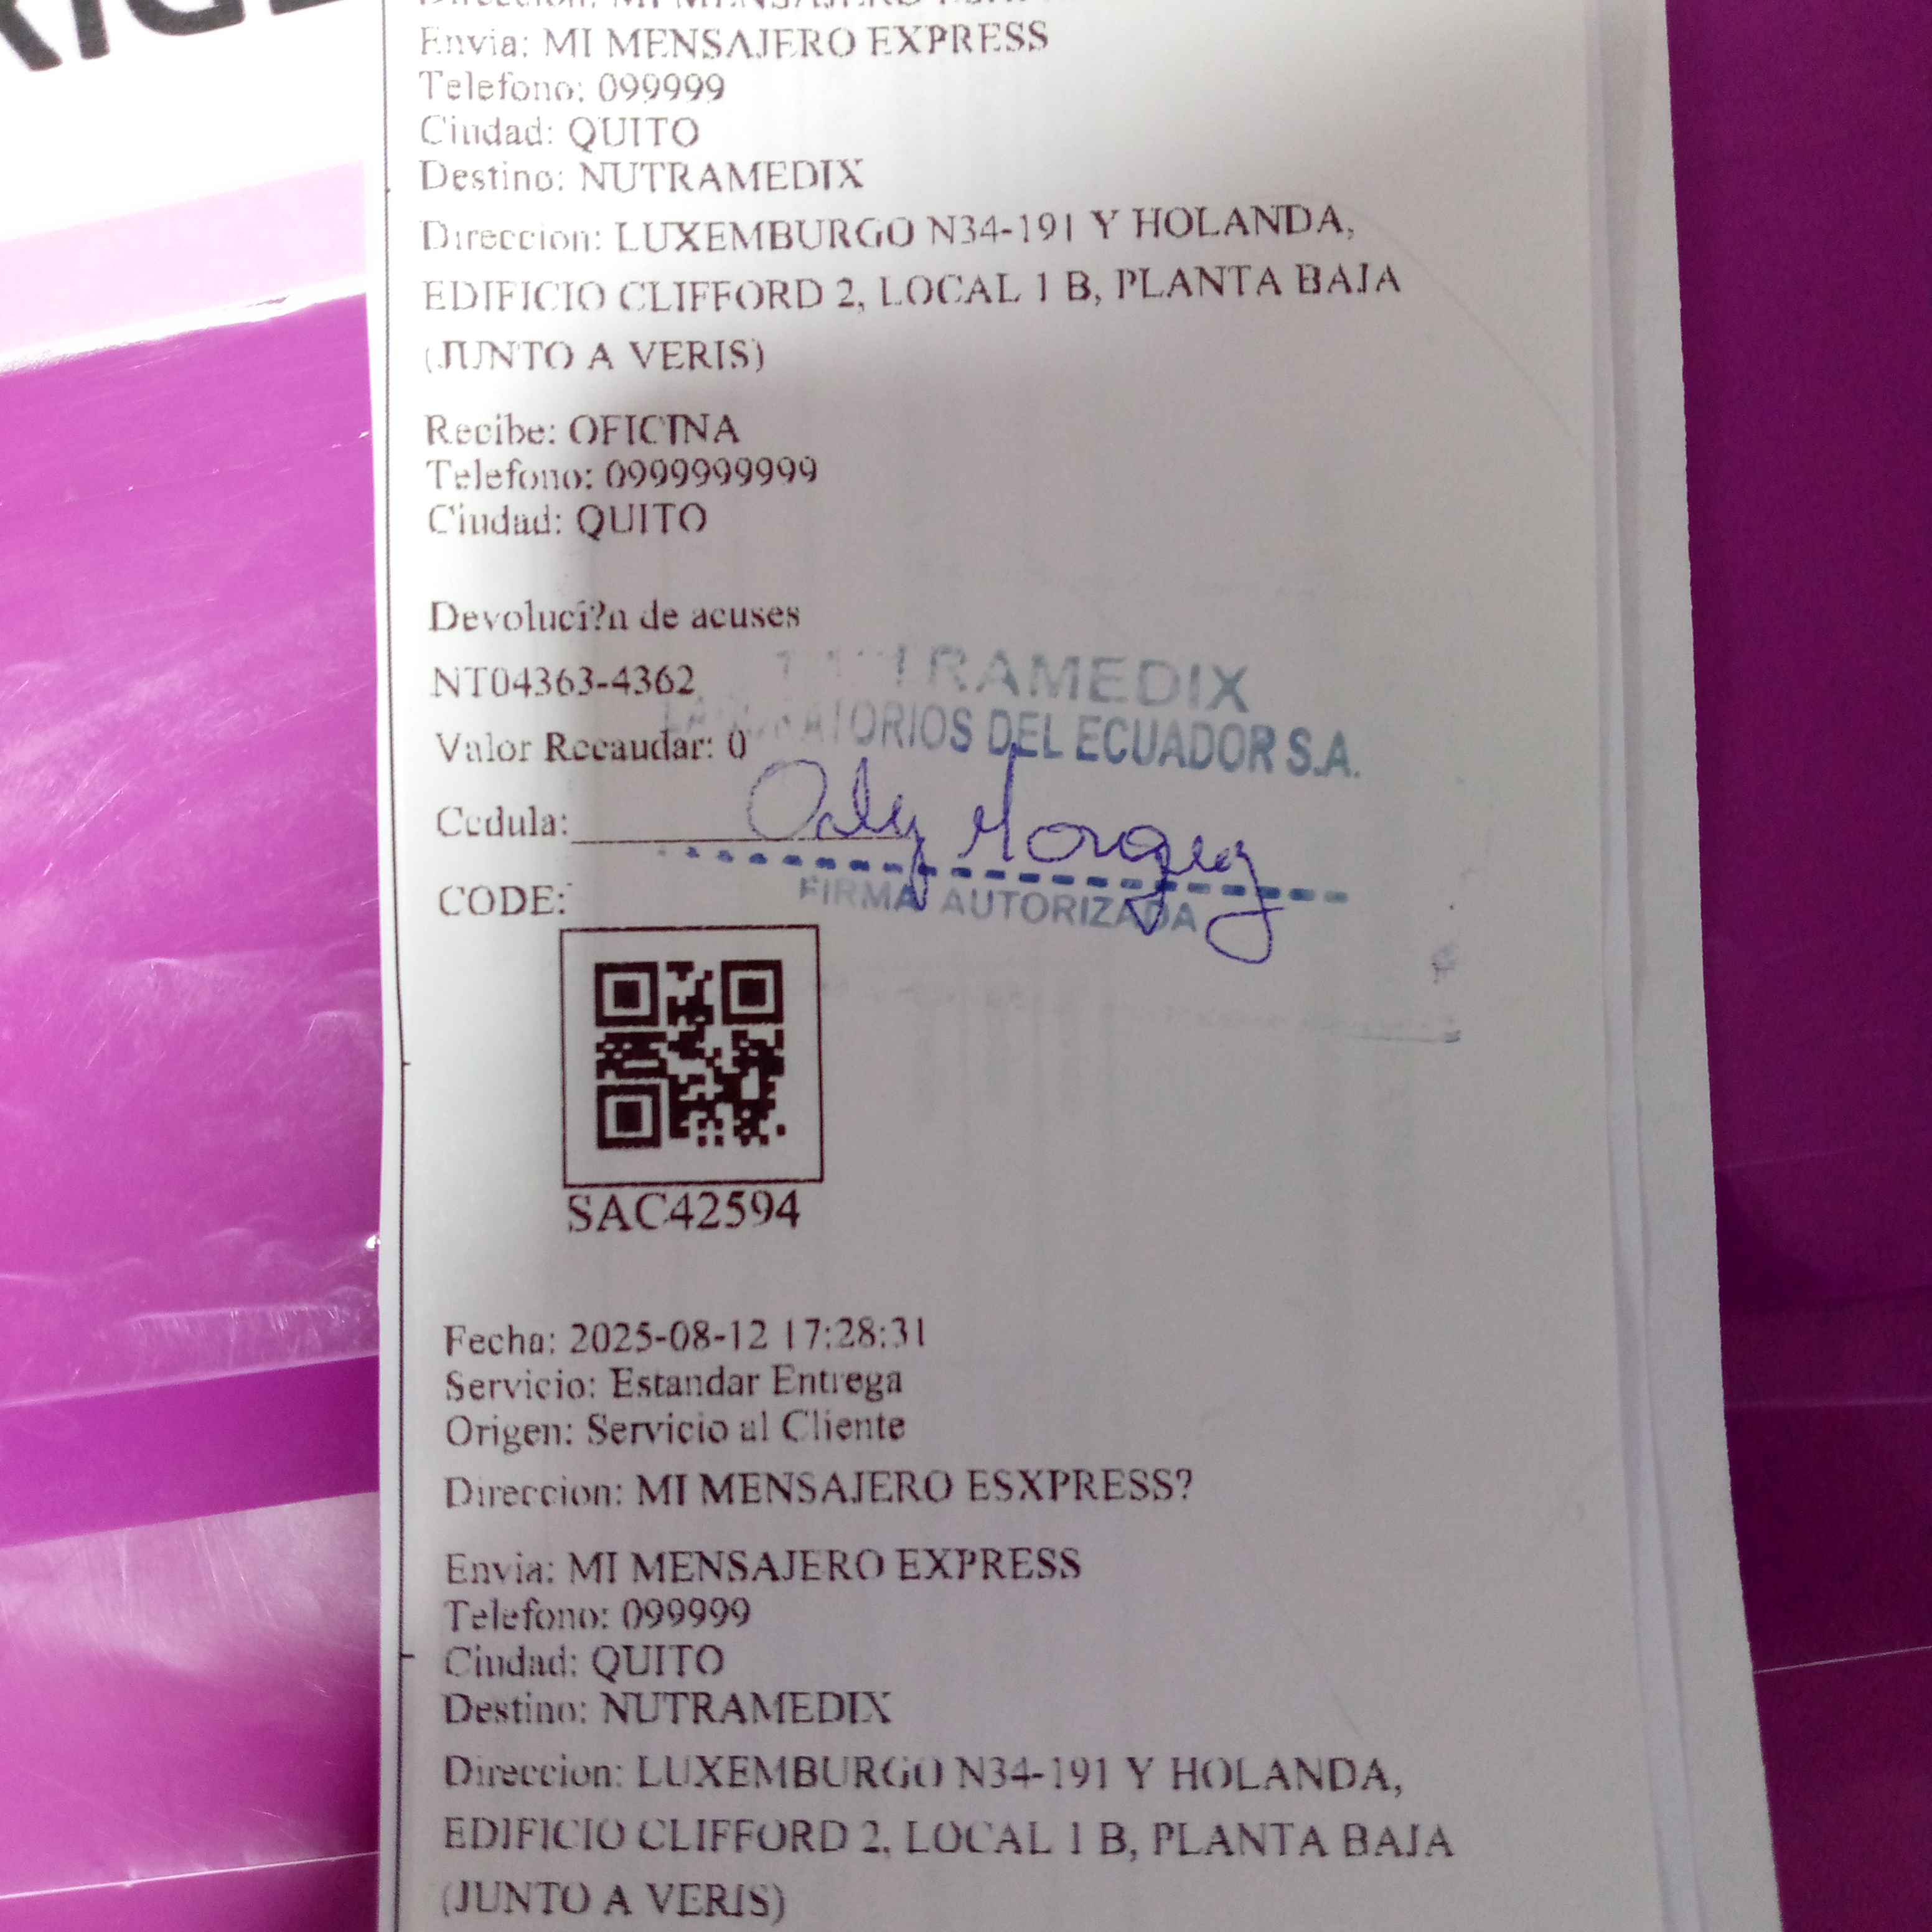 Envia: MI MENSAJERO EXPRESS
Telefono: 099999
Ciudad: QUITO
Destino: NUTRAMEDIX
Direccion: LUXEMBURGO N34-191 Y HOLANDA,
EDIFICIO CLIFFORD 2, LOCAL 1 B, PLANTA BAJA
(JUNTO A VERIS)
Recibe: OFICINA
Telefono: 0999999999
Ciudad: QUITO
Devoluci?n de acuses
NT04363-4362
NUTRAMEDIX
LABORATORIOS DEL ECUADOR S.A.
Valor Recaudar: 0
Cedula:
FIRMA AUTORIZADA
CODE:
SAC42594
Fecha: 2025-08-12 17:28:31
Servicio: Estandar Entrega
Origen: Servicio al Cliente
Direccion: MI MENSAJERO ESXPRESS?
Envia: MI MENSAJERO EXPRESS
Telefono: 099999
Ciudad: QUITO
Destino: NUTRAMEDIX
Direccion: LUXEMBURGO N34-191 Y HOLANDA,
EDIFICIO CLIFFORD 2, LOCAL 1 B, PLANTA BAJA
(JUNTO A VERIS)